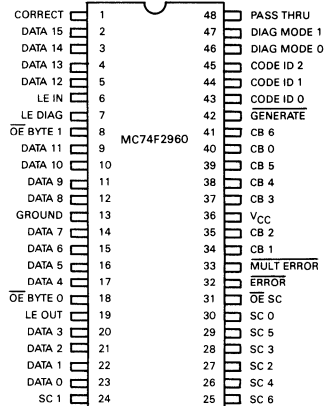 CORRECT 1 48 PASS THRU
DATA 15 2 47 DIAG MODE 1
DATA 14 3 46 DIAG MODE 0
DATA 13 4 45 CODE ID 2
DATA 12 5 44 CODE ID 1
LE IN 6 43 CODE ID 0
LE DIAG 7 42 G̅E̅N̅E̅R̅A̅T̅E̅
O̅E̅ BYTE 1 8 41 CB 6
MC74F2960
DATA 11 9 40 CB 0
DATA 10 10 39 CB 5
DATA 9 11 38 CB 4
DATA 8 12 37 CB 3
GROUND 13 36 VCC
DATA 7 14 35 CB 2
DATA 6 15 34 CB 1
DATA 5 16 33 M̅U̅L̅T̅ E̅R̅R̅O̅R̅
DATA 4 17 32 E̅R̅R̅O̅R̅
O̅E̅ BYTE 0 18 31 O̅E̅ SC
LE OUT 19 30 SC 0
DATA 3 20 29 SC 5
DATA 2 21 28 SC 3
DATA 1 22 27 SC 2
DATA 0 23 26 SC 4
SC 1 24 25 SC 6